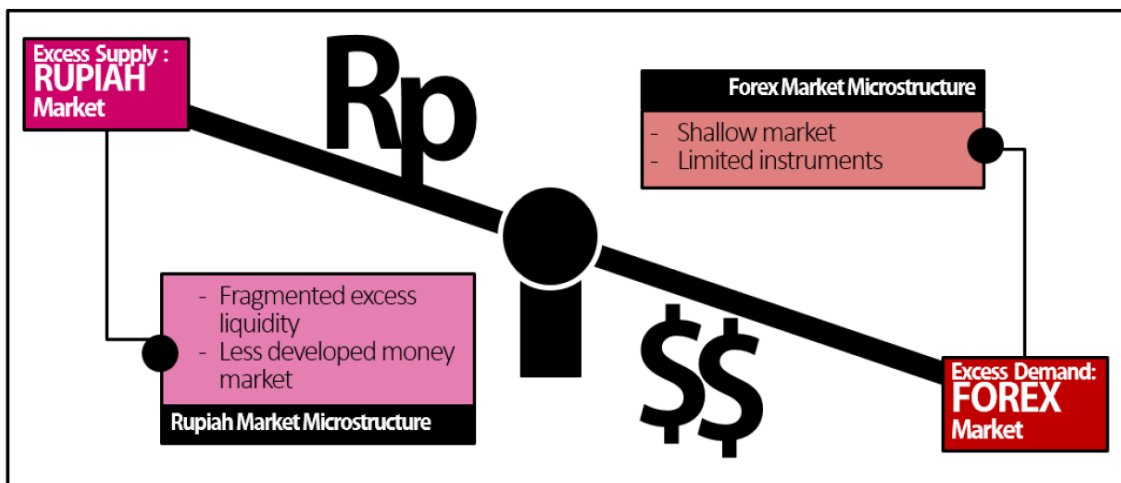 Excess Supply :
RUPIAH
Market
Rp
Forex Market Microstructure
- Shallow market
- Limited instruments
- Fragmented excess
liquidity
- Less developed money
market
Rupiah Market Microstructure
$$
Excess Demand:
FOREX
Market